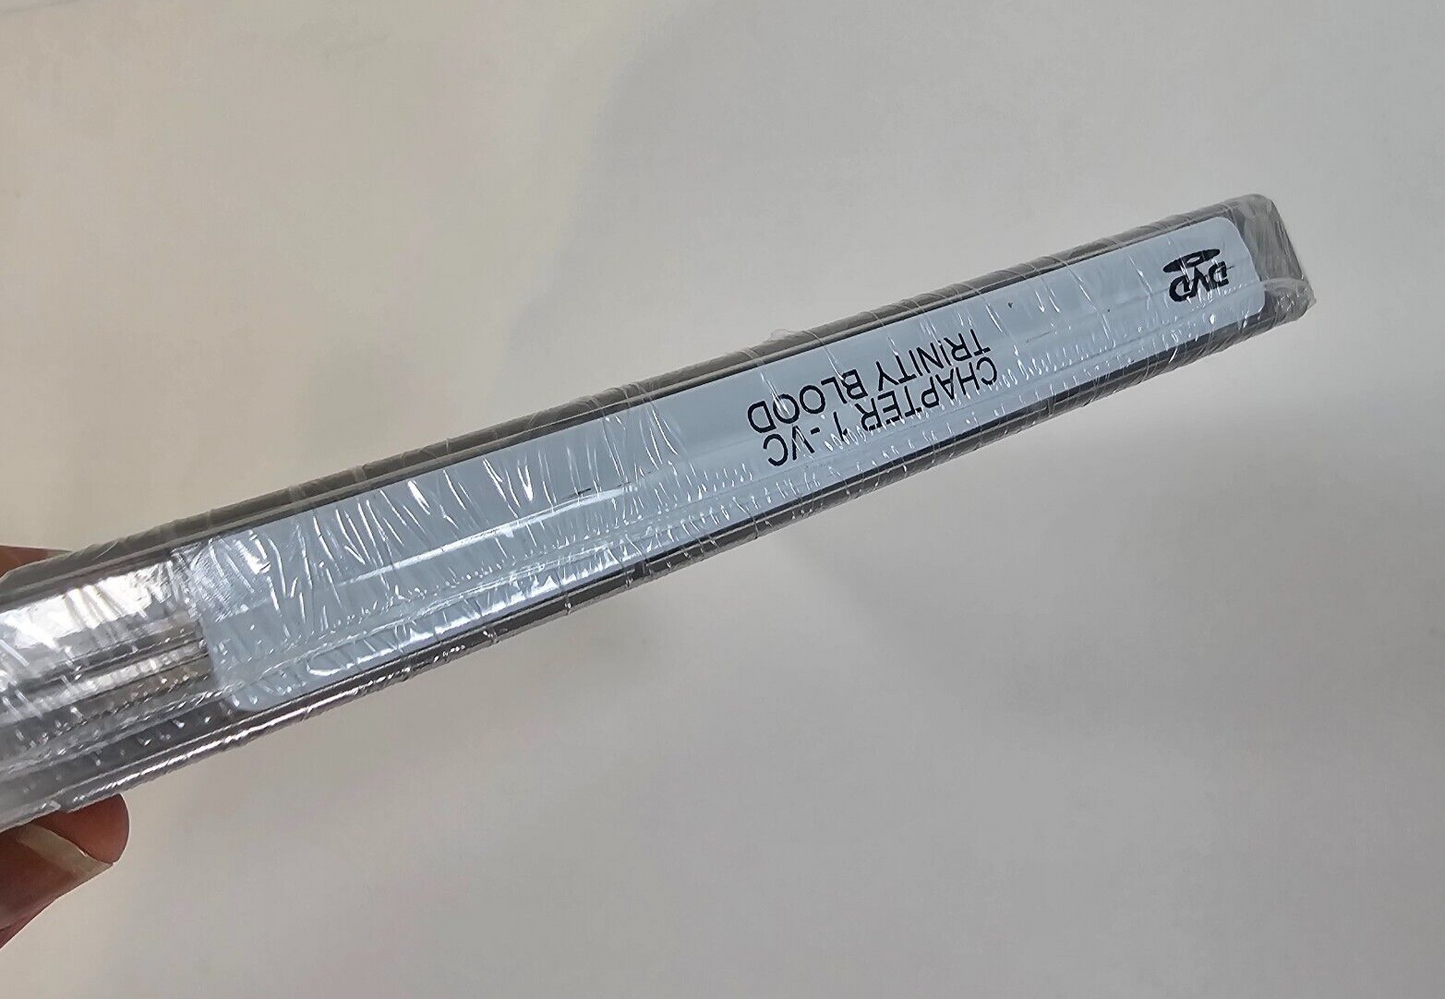 DVD
CHAPTER 1 - VC
TRINITY BLOOD